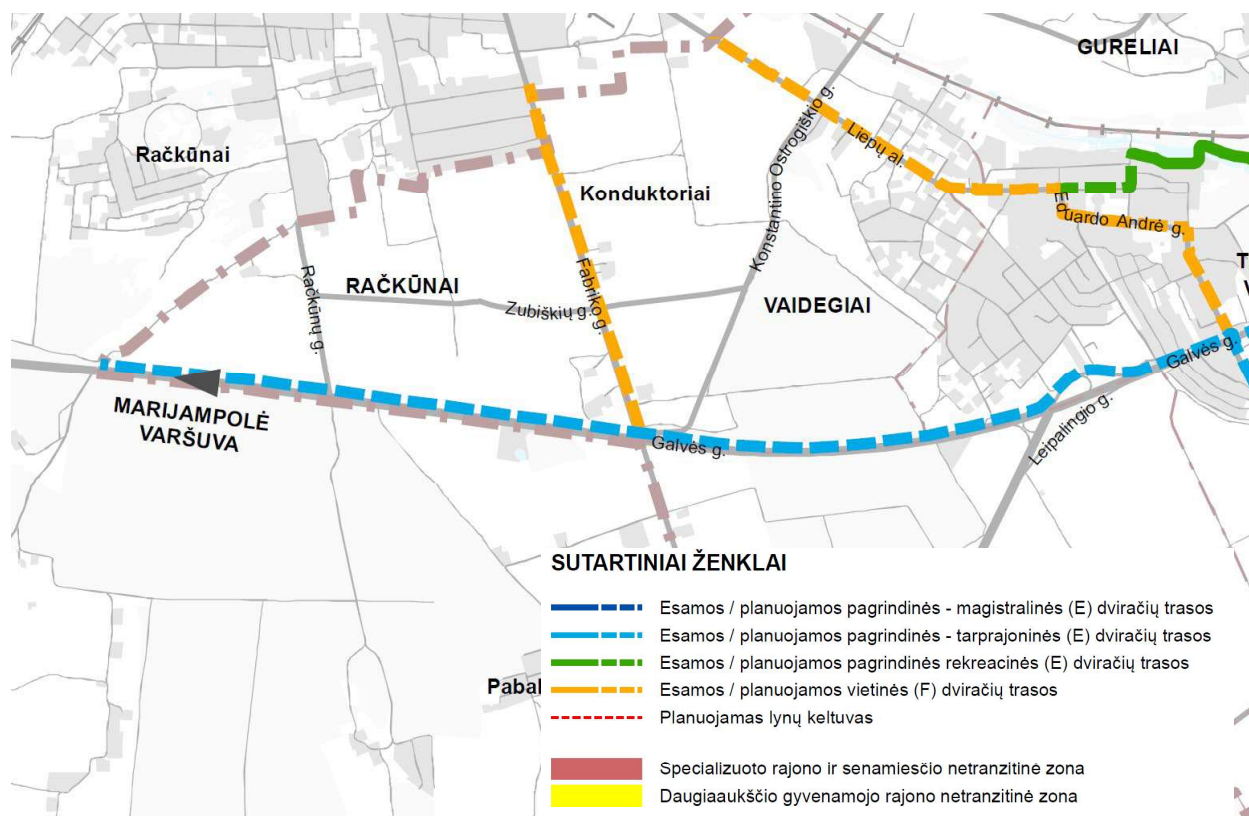 GURELIAI
Račkūnai
Liepų al.
Konstantino Ostrogiškio g.
Konduktoriai
Eduardo Andrė g.
RAČKŪNAI
Račkūnų g.
Zubiškių g.
Fabriko g.
VAIDEGIAI
T
V
Galvės g.
MARIJAMPOLĖ
VARŠUVA
Galvės g.
Leipalingio g.
Pabal
SUTARTINIAI ŽENKLAI
Esamos / planuojamos pagrindinės - magistralinės (E) dviračių trasos
Esamos / planuojamos pagrindinės - tarprajoninės (E) dviračių trasos
Esamos / planuojamos pagrindinės rekreacinės (E) dviračių trasos
Esamos / planuojamos vietinės (F) dviračių trasos
Planuojamas lynų keltuvas
Specializuoto rajono ir senamiesčio netranzitinė zona
Daugiaaukščio gyvenamojo rajono netranzitinė zona